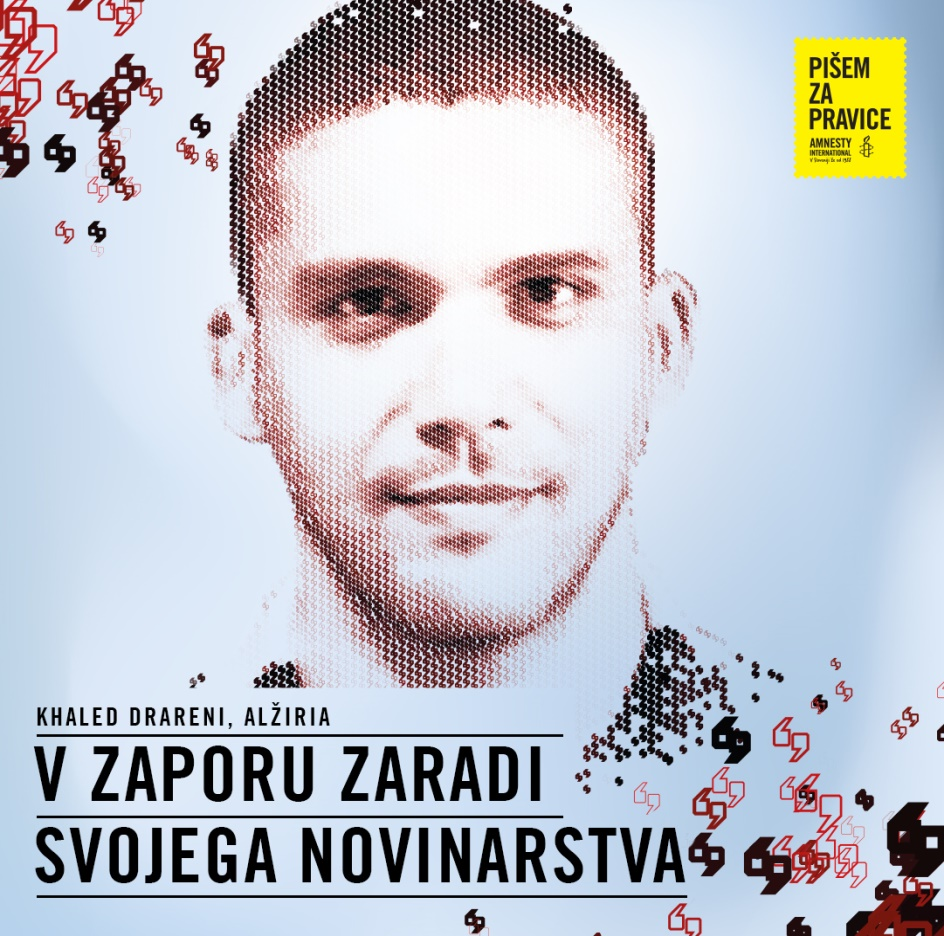 PIŠEM
ZA
PRAVICE
AMNESTY
INTERNATIONAL
KHALED DRARENI, ALŽIRIA
V ZAPORU ZARADI
SVOJEGA NOVINARSTVA